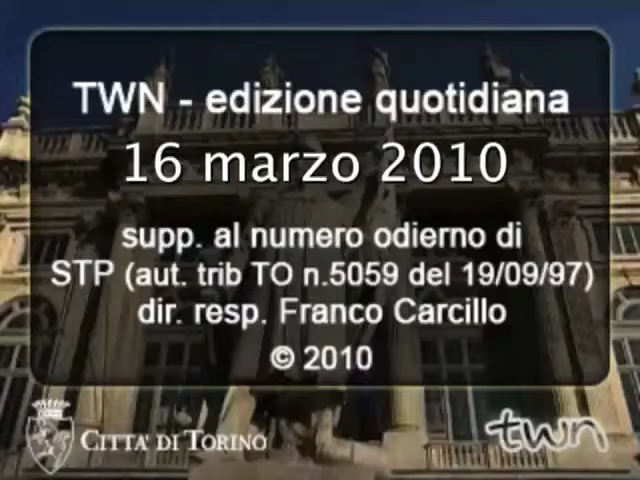 TWN - edizione quotidiana
16 marzo 2010
supp. al numero odierno di
STP (aut. trib TO n.5059 del 19/09/97)
dir. resp. Franco Carcillo
© 2010
CITTA' DI TORINO
twn